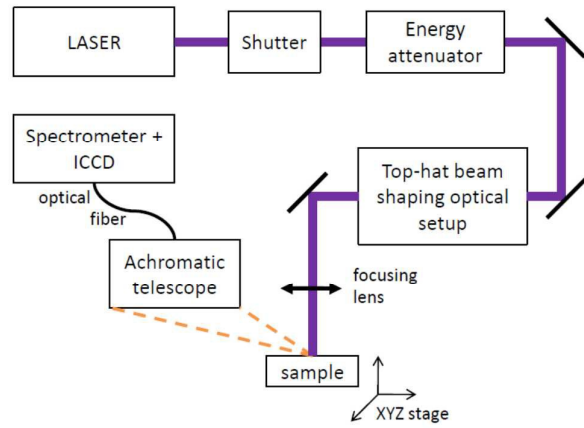 LASER
Shutter
Energy
attenuator
Spectrometer +
ICCD
optical
fiber
Top-hat beam
shaping optical
setup
Achromatic
telescope
focusing
lens
sample
XYZ stage